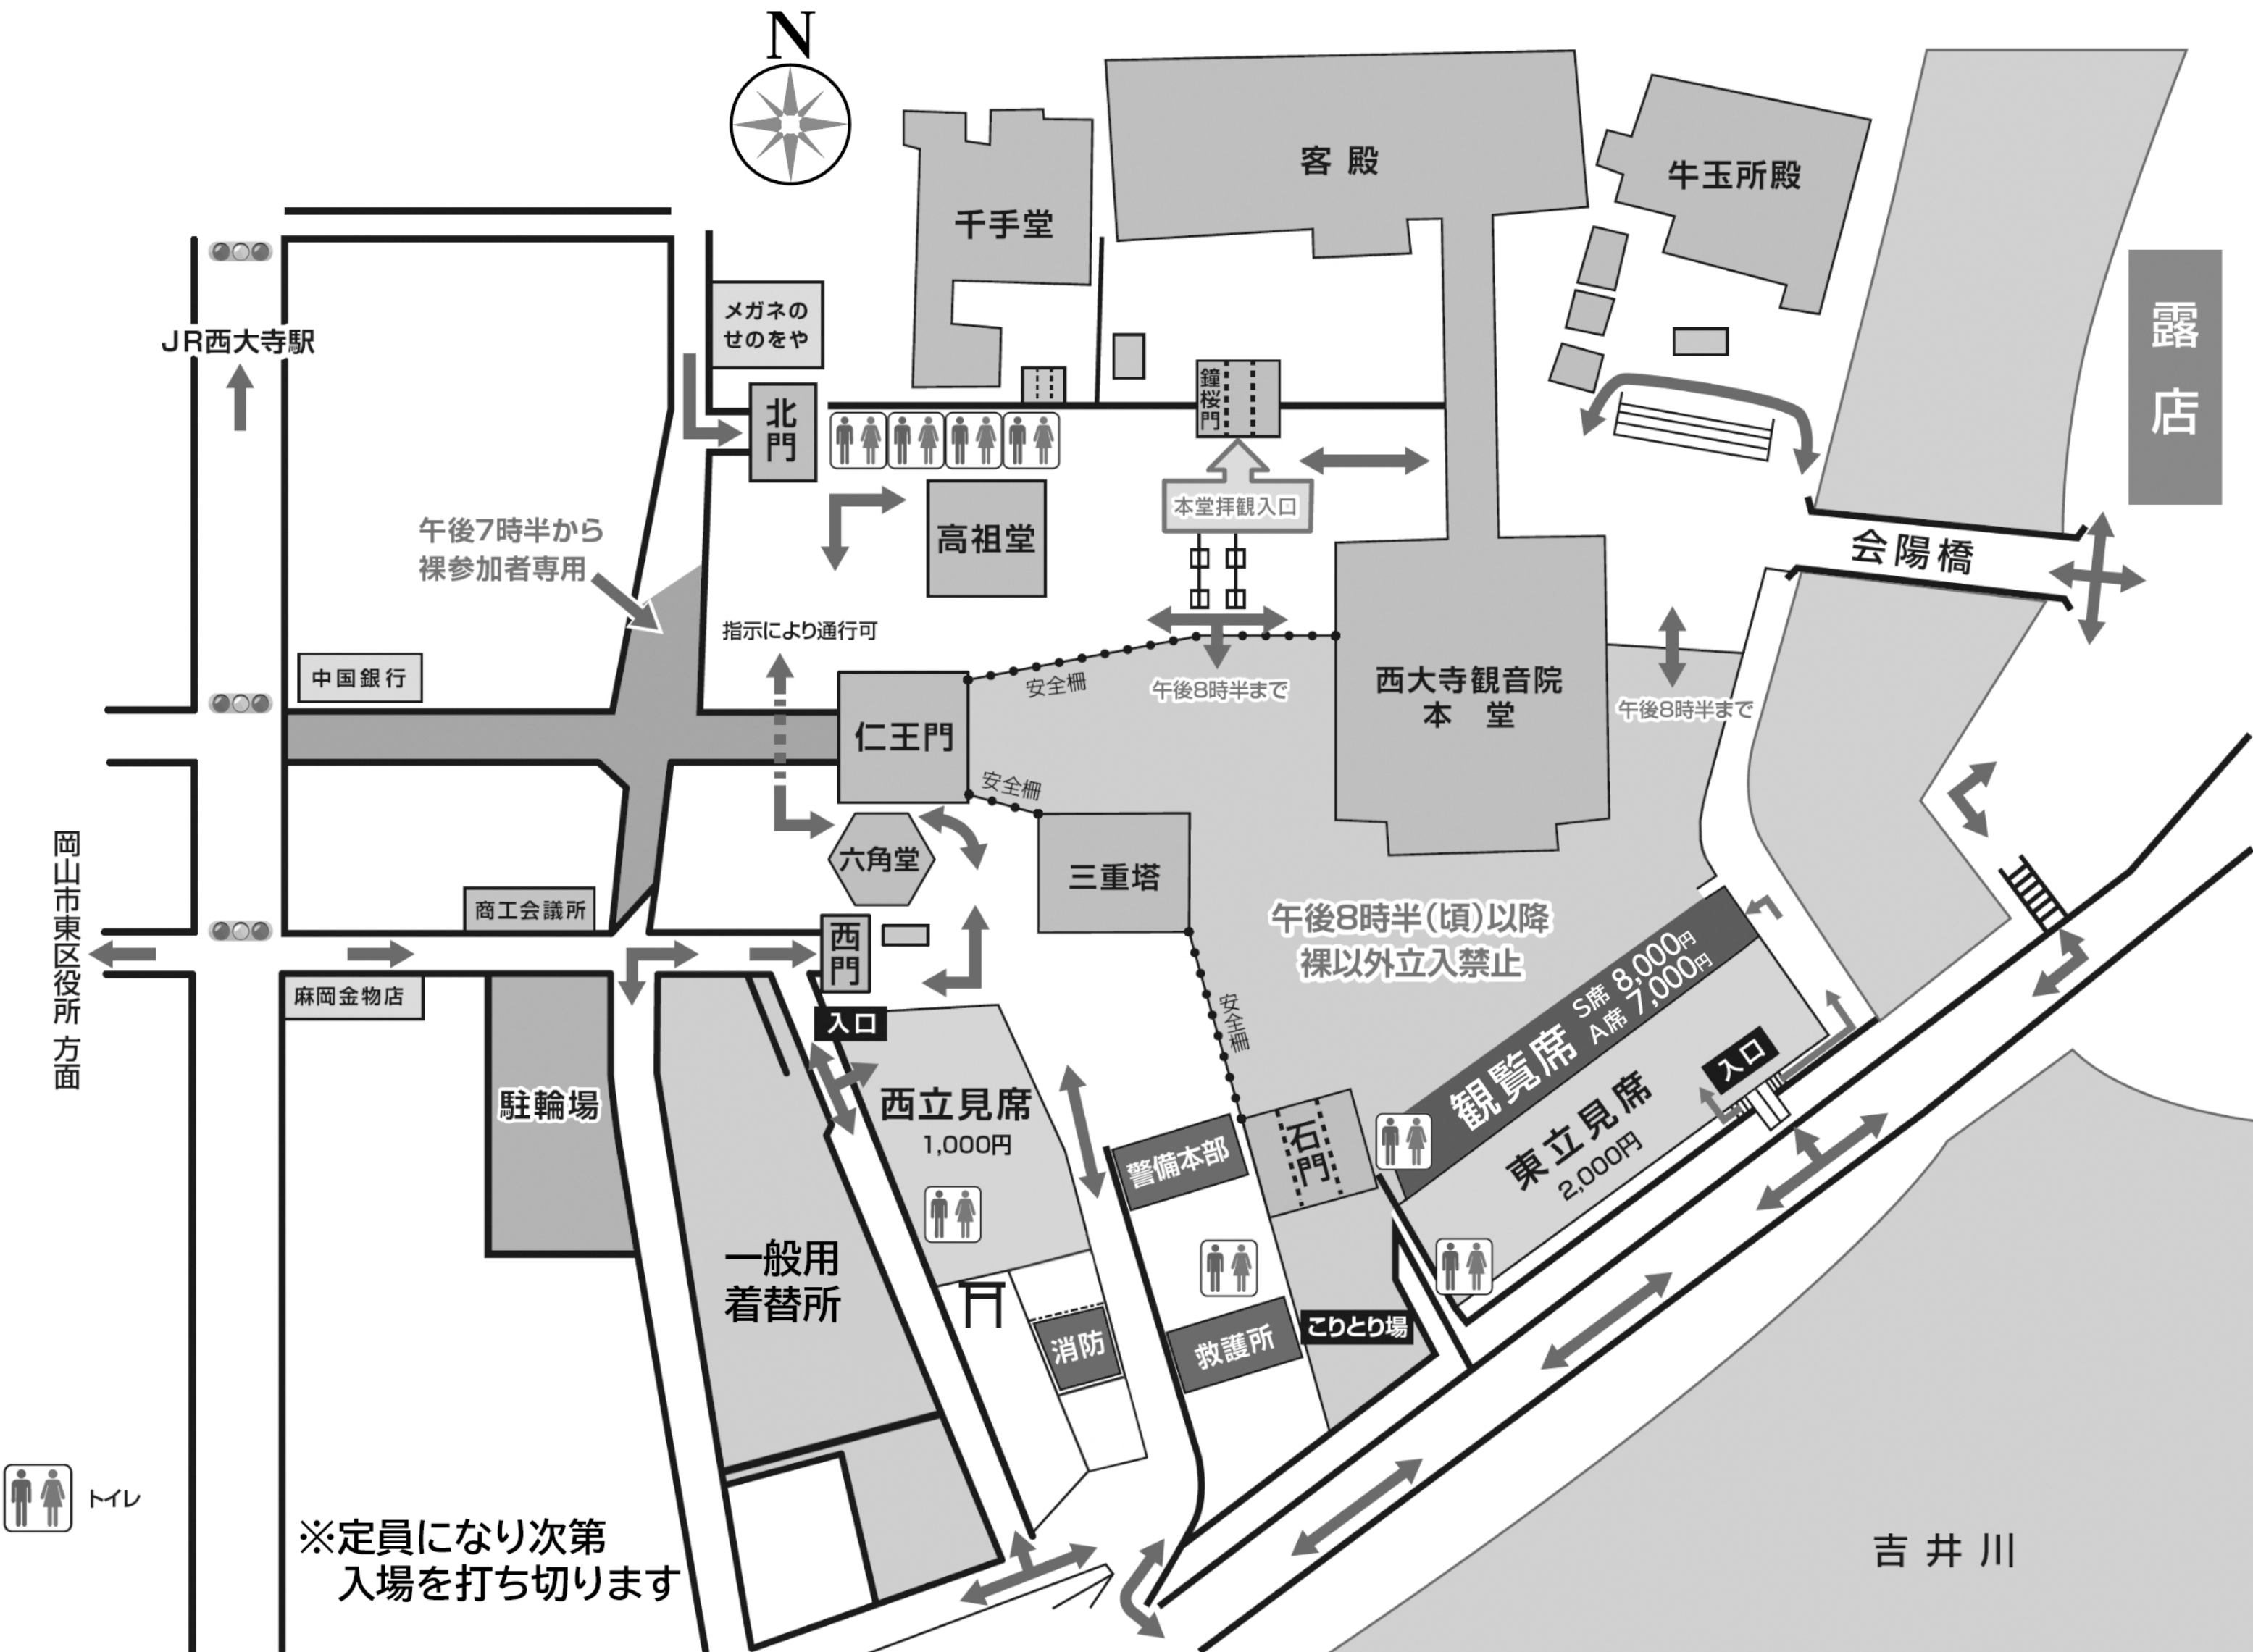 N
客殿
牛玉所殿
千手堂
露店
メガネの
せのをや
JR西大寺駅
北門
鐘桜門
本堂拝観入口
高祖堂
午後7時半から
裸参加者専用
会陽橋
指示により通行可
中国銀行
安全柵
午後8時半まで
西大寺観音院
本堂
午後8時半まで
仁王門
安全柵
六角堂
三重塔
岡山市東区役所 方面
商工会議所
西門
午後8時半(頃)以降
裸以外立入禁止
麻岡金物店
入口
安全柵
観覧席 S席 8,000円
A席 7,000円
駐輪場
西立見席
1,000円
入口
東立見席
2,000円
警備本部
石門
一般用
着替所
消防
救護所
こりとり場
トイレ
※定員になり次第
入場を打ち切ります
吉井川